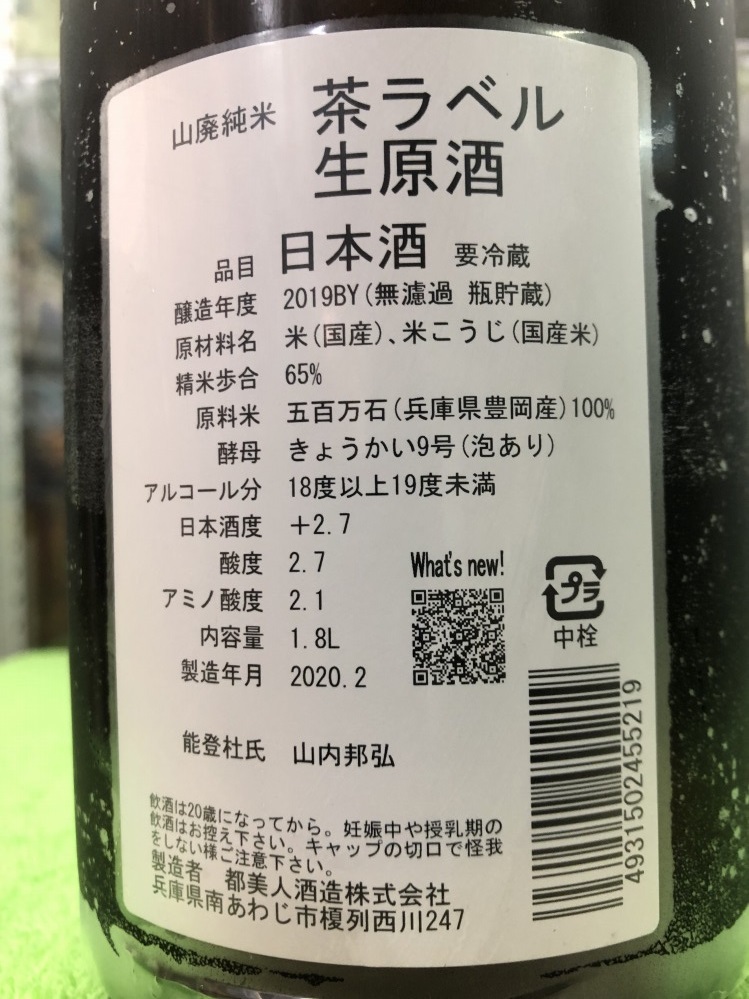 山廃純米 茶ラベル
生原酒
品目 日本酒 要冷蔵
醸造年度 2019BY(無濾過 瓶貯蔵)
原材料名 米(国産)、米こうじ(国産米)
精米歩合 65%
原料米 五百万石(兵庫県豊岡産)100%
酵母 きょうかい9号(泡あり)
アルコール分 18度以上19度未満
日本酒度 +2.7
酸度 2.7
アミノ酸度 2.1
内容量 1.8L
製造年月 2020.2
What's new!
プラ
中栓
能登杜氏 山内邦弘
飲酒は20歳になってから。妊娠中や授乳期の
飲酒はお控え下さい。キャップの切口で怪我
をしない様ご注意下さい。
製造者 都美人酒造株式会社
兵庫県南あわじ市榎列西川247
4931502455219